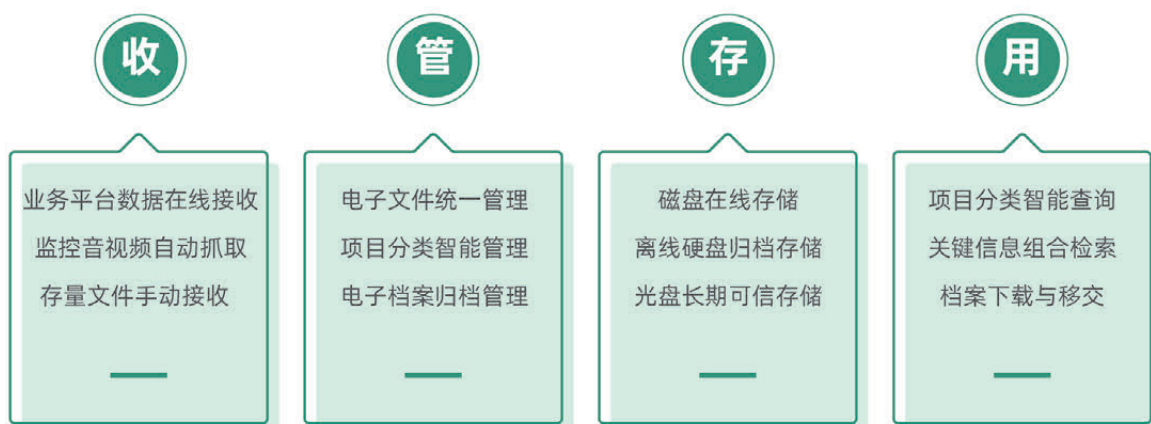 收
业务平台数据在线接收
监控音视频自动抓取
存量文件手动接收
管
电子文件统一管理
项目分类智能管理
电子档案归档管理
存
磁盘在线存储
离线硬盘归档存储
光盘长期可信存储
用
项目分类智能查询
关键信息组合检索
档案下载与移交